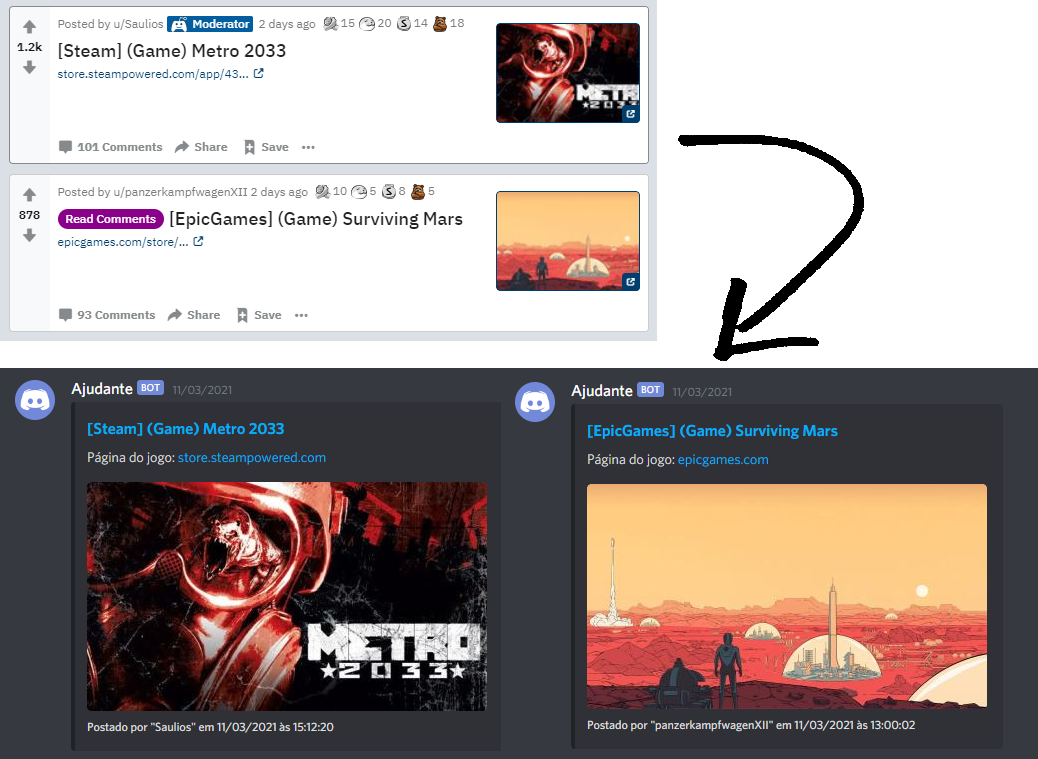 Posted by u/Saulios Moderator 2 days ago 15 20 S 14 18
1.2k
[Steam] (Game) Metro 2033
store.steampowered.com/app/43...
METRO
2033
101 Comments Share Save ...
Posted by u/panzerkampfwagenXII 2 days ago 10 5 S 8 5
878
Read Comments [EpicGames] (Game) Surviving Mars
epicgames.com/store/...
93 Comments Share Save ...
Ajudante BOT 11/03/2021
[Steam] (Game) Metro 2033
Página do jogo: store.steampowered.com
METRO
2033
Postado por "Saulios" em 11/03/2021 às 15:12:20
Ajudante BOT 11/03/2021
[EpicGames] (Game) Surviving Mars
Página do jogo: epicgames.com
Postado por "panzerkampfwagenXII" em 11/03/2021 às 13:00:02